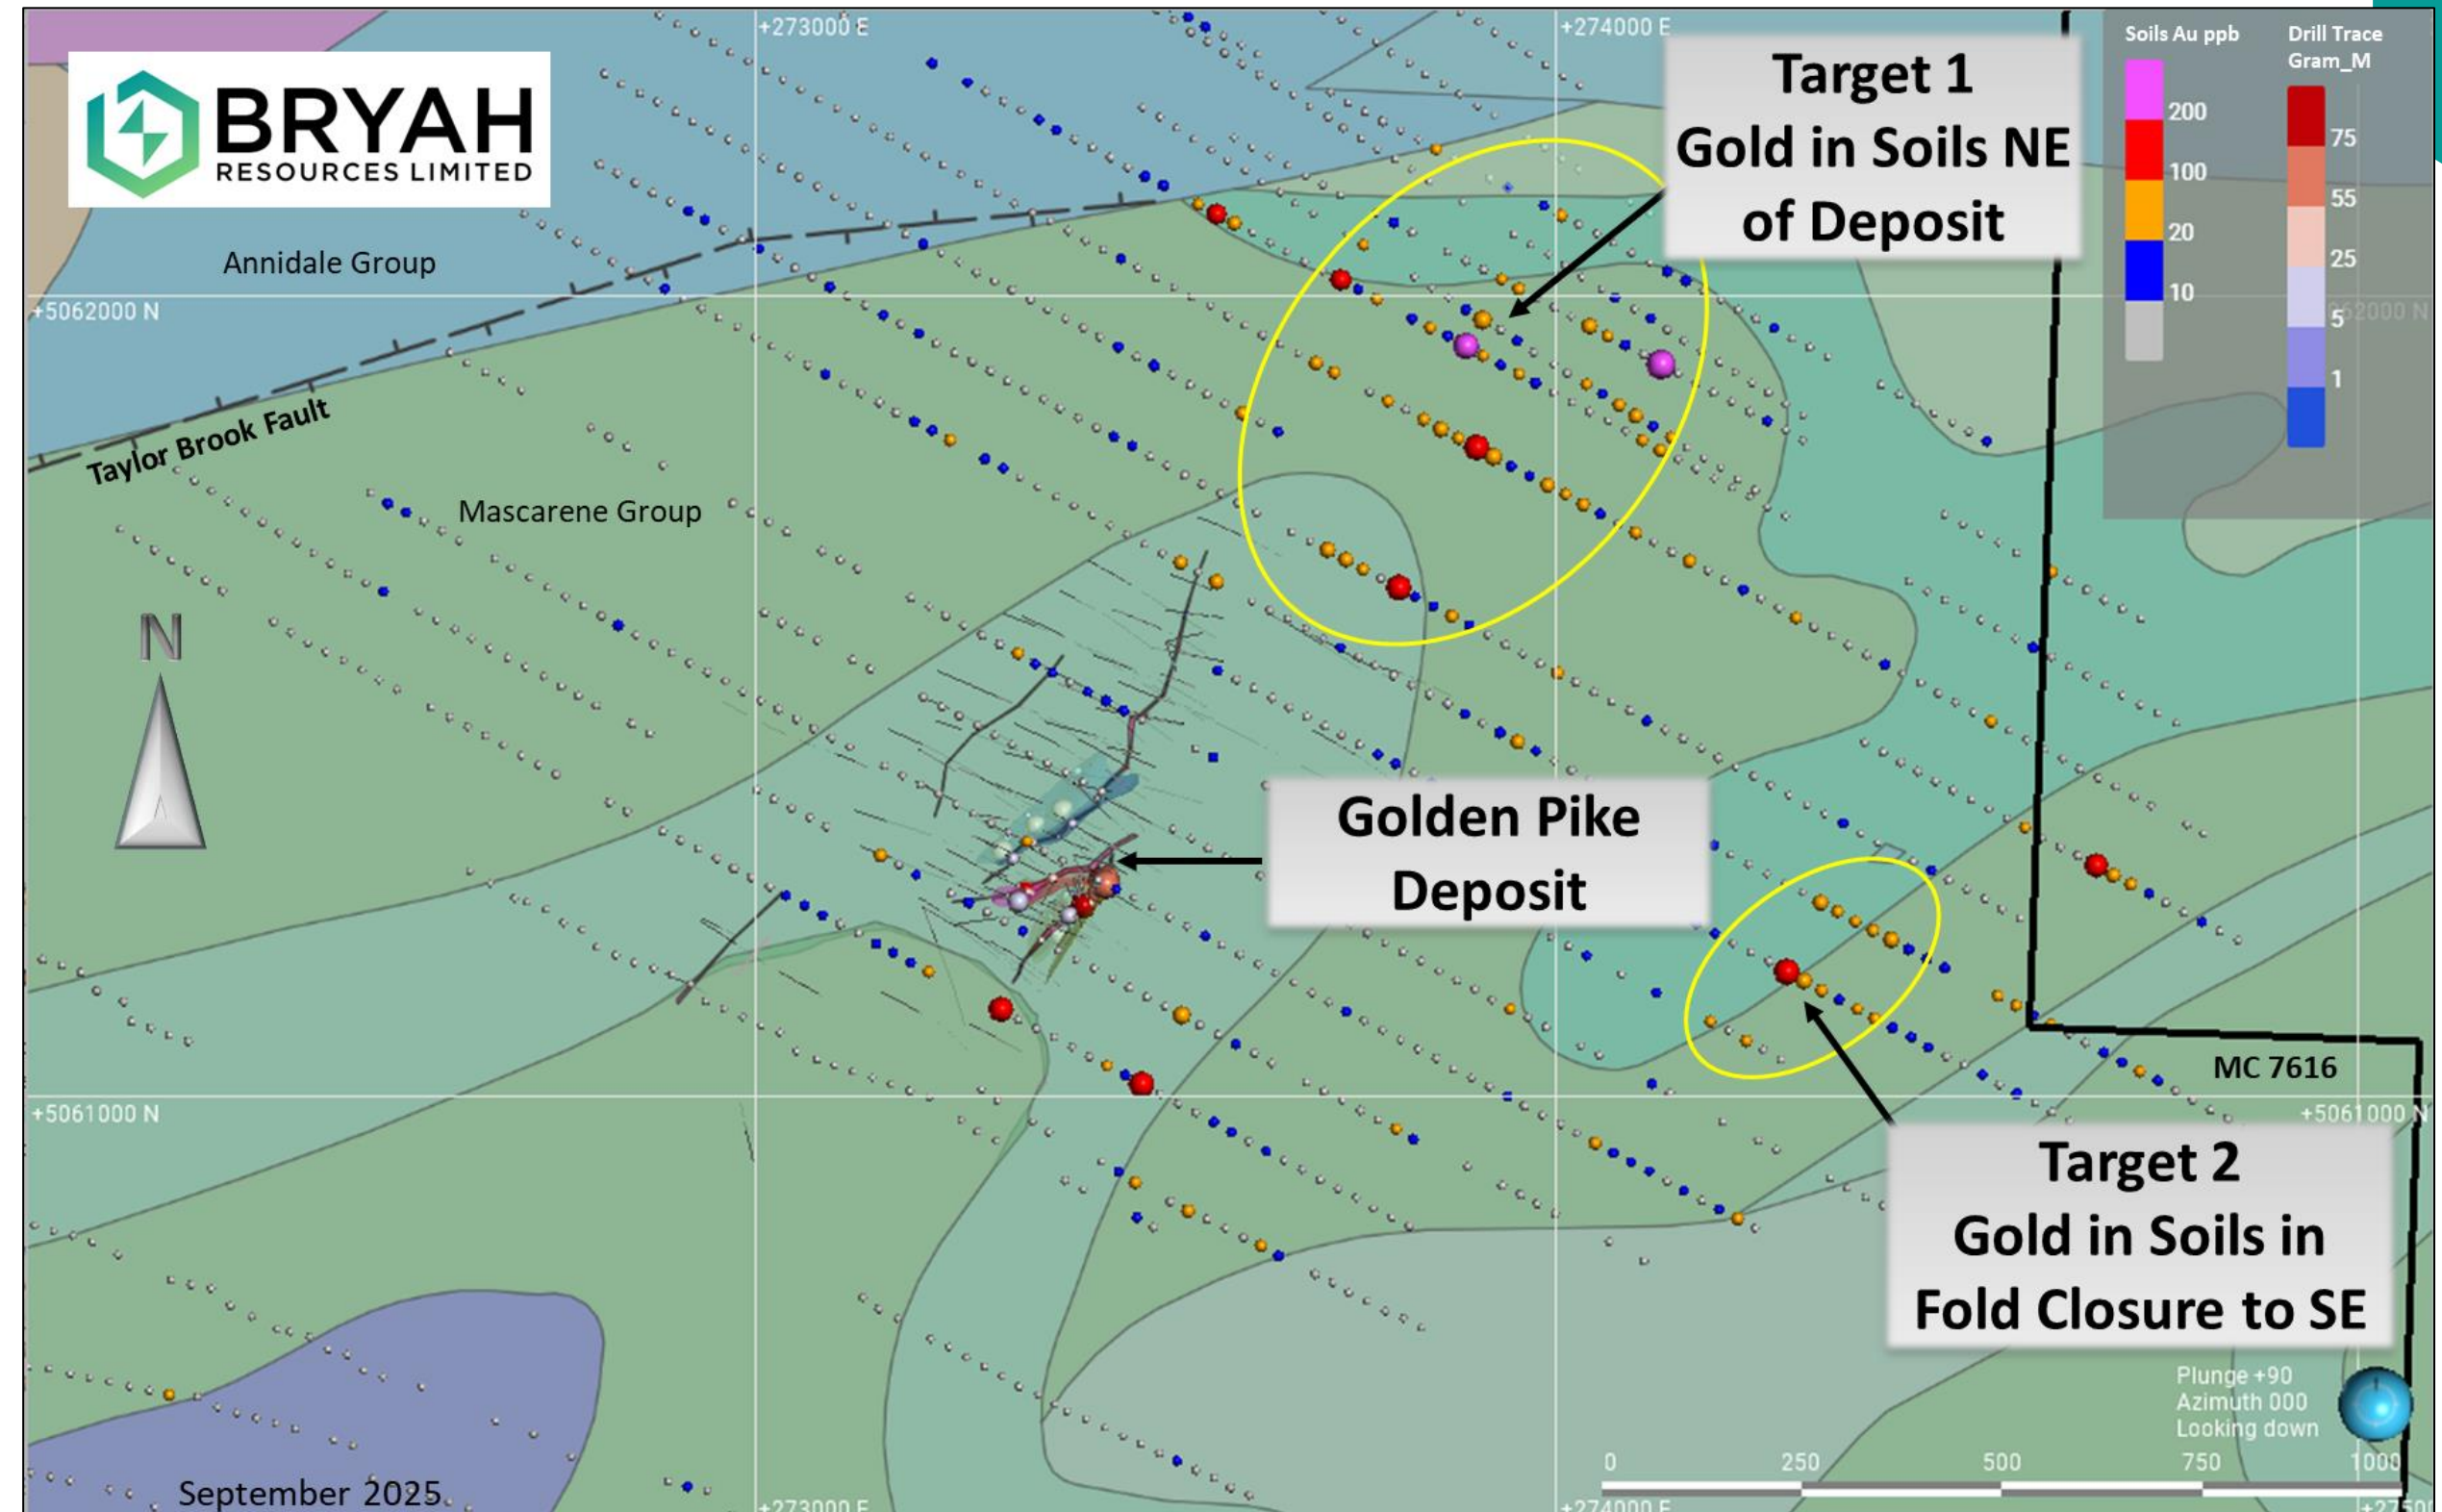 +273000 E
+274000 E
BRYAH
RESOURCES LIMITED
Target 1
Gold in Soils NE
of Deposit
Soils Au ppb
200
100
20
10
Drill Trace
Gram_M
75
55
25
5
1
Annidale Group
+5062000 N
62000 N
Taylor Brook Fault
Mascarene Group
N
Golden Pike
Deposit
+5061000 N
MC 7616
+5061000 N
Target 2
Gold in Soils in
Fold Closure to SE
Plunge +90
Azimuth 000
Looking down
0
250
500
750
1000
September 2025
+273000 E
+274000 E